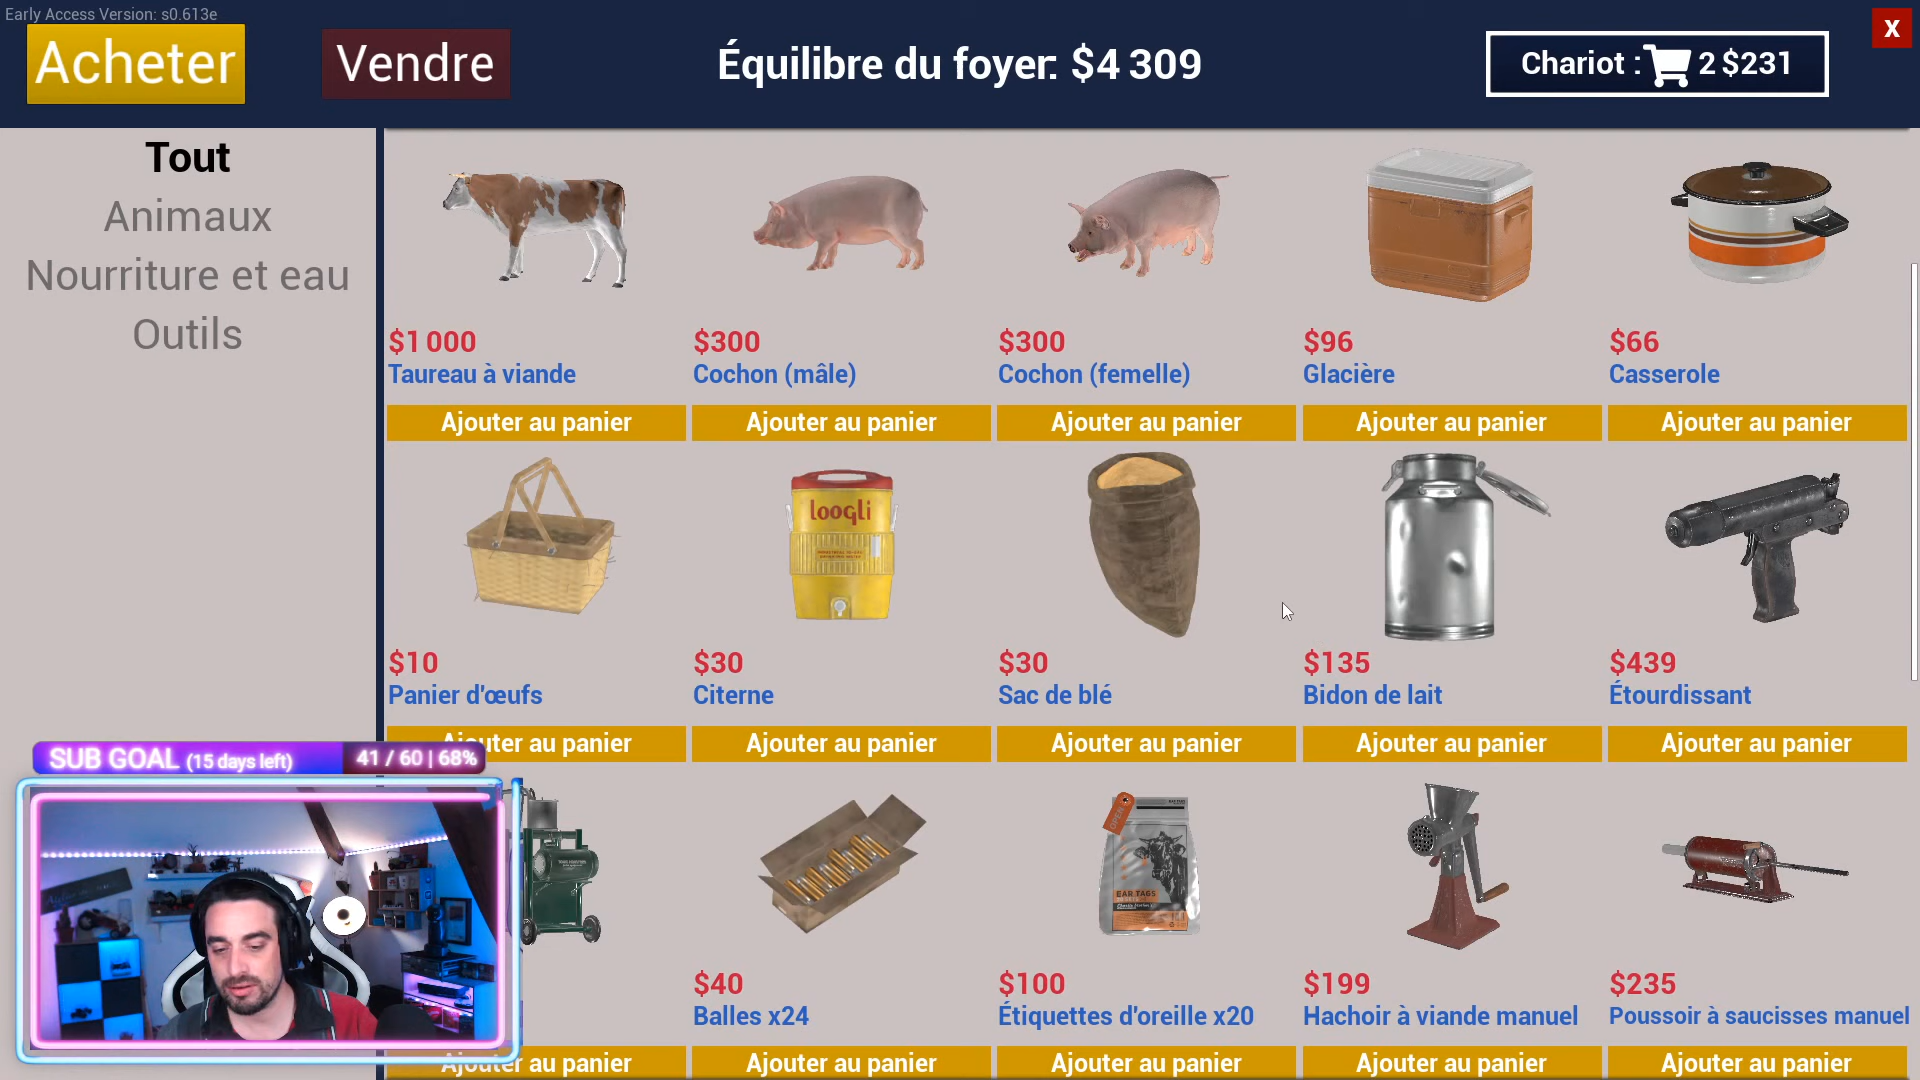 Early Access Version: s0.613e
Acheter
Vendre
Équilibre du foyer: $4 309
Chariot : 2 $231
X
Tout
Animaux
Nourriture et eau
Outils
$1 000
Taureau à viande
Ajouter au panier
$300
Cochon (mâle)
Ajouter au panier
$300
Cochon (femelle)
Ajouter au panier
$96
Glacière
Ajouter au panier
$66
Casserole
Ajouter au panier
$10
Panier d'œufs
Ajouter au panier
loogli
$30
Citerne
Ajouter au panier
$30
Sac de blé
Ajouter au panier
$135
Bidon de lait
Ajouter au panier
$439
Étourdissant
Ajouter au panier
SUB GOAL (15 days left)
41 / 60 | 68%
Ajouter au panier
$40
Balles x24
Ajouter au panier
EAR TAGS
$100
Étiquettes d'oreille x20
Ajouter au panier
$199
Hachoir à viande manuel
Ajouter au panier
$235
Poussoir à saucisses manuel
Ajouter au panier